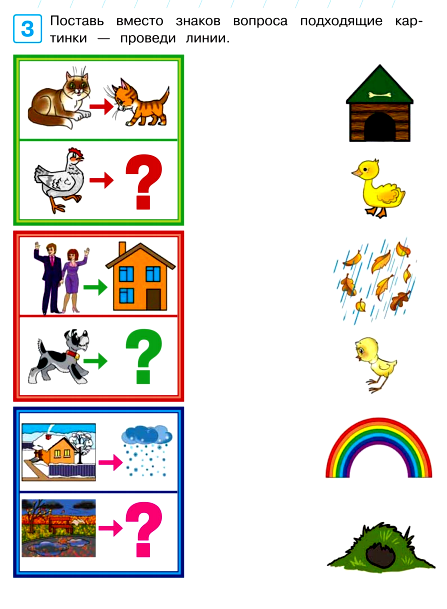 3 Поставь вместо знаков вопроса подходящие кар-
тинки — проведи линии.
?
?
?